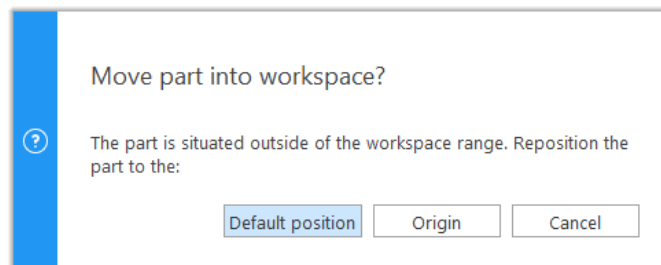 Move part into workspace?
The part is situated outside of the workspace range. Reposition the
part to the:
Default position Origin Cancel